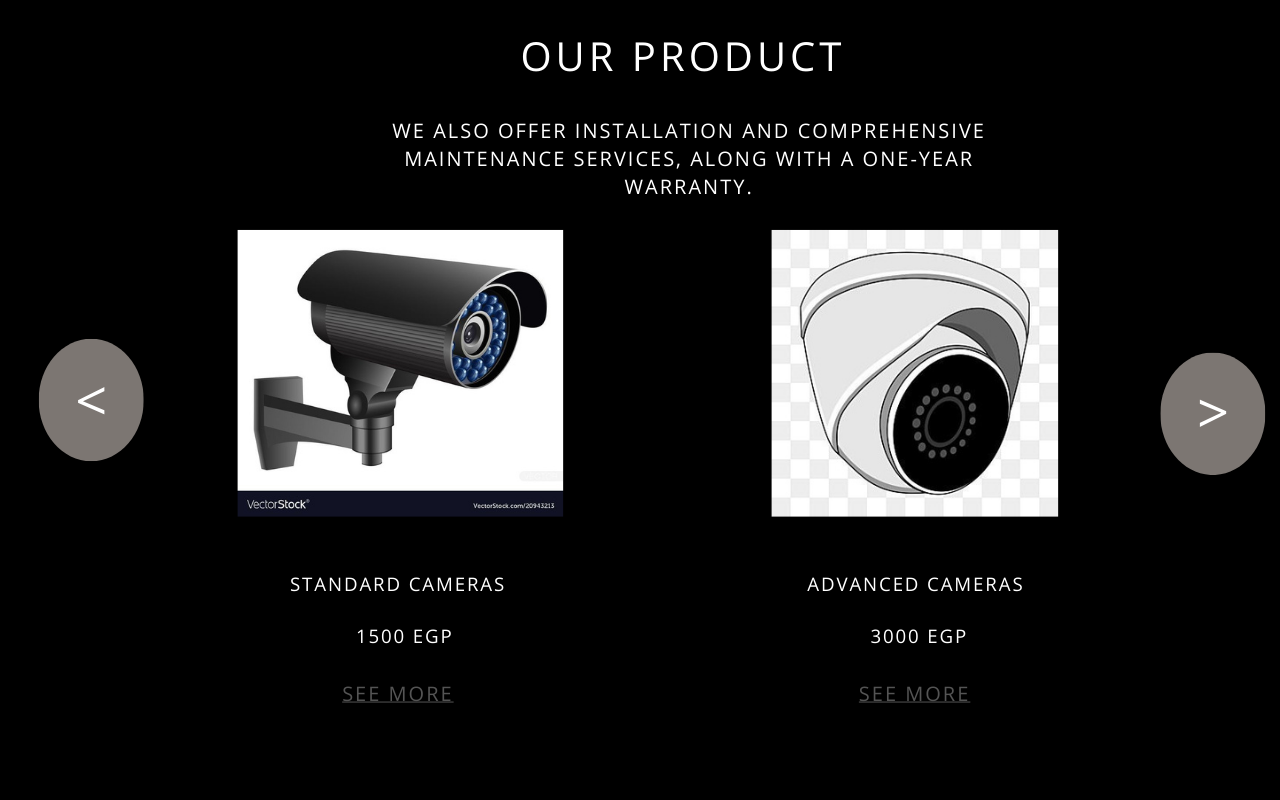 OUR PRODUCT
WE ALSO OFFER INSTALLATION AND COMPREHENSIVE
MAINTENANCE SERVICES, ALONG WITH A ONE-YEAR
WARRANTY.
<
>
VectorStock®
VectorStock.com/20943213
STANDARD CAMERAS
ADVANCED CAMERAS
1500 EGP
3000 EGP
SEE MORE
SEE MORE